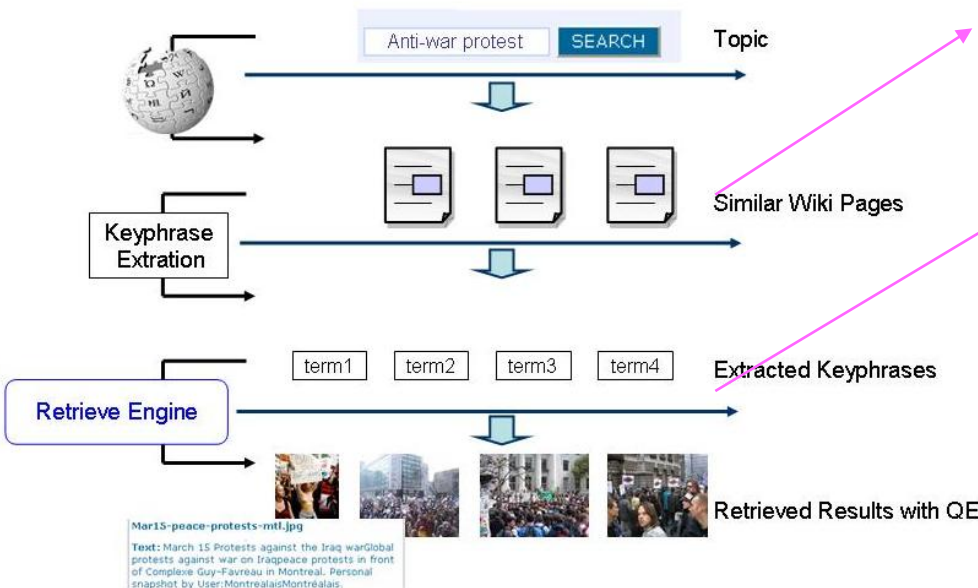 Anti-war protest
SEARCH
Topic
Similar Wiki Pages
Keyphrase
Extration
term1
term2
term3
term4
Extracted Keyphrases
Retrieve Engine
Retrieved Results with QE
Mar15-peace-protests-mtl.jpg
Text: March 15 Protests against the Iraq warGlobal
protests against war on Iraqpeace protests in front
of Complexe Guy-Favreau in Montreal. Personal
snapshot by User:MontrealaisMontréalais.